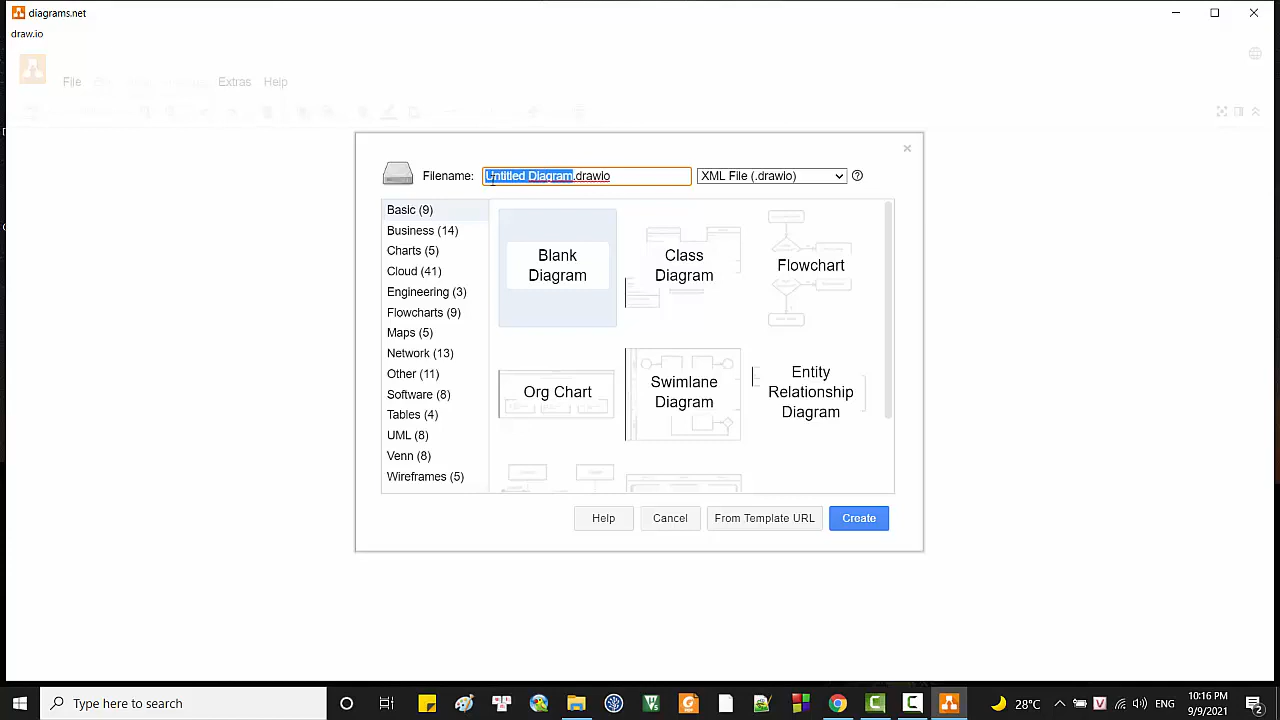 diagrams.net
draw.io
File
Extras
Help
Filename:
Untitled Diagram.drawio
XML File (.drawio)
Basic (9)
Business (14)
Charts (5)
Cloud (41)
Engineering (3)
Flowcharts (9)
Maps (5)
Network (13)
Other (11)
Software (8)
Tables (4)
UML (8)
Venn (8)
Wireframes (5)
Blank
Diagram
Class
Diagram
Flowchart
Org Chart
Swimlane
Diagram
Entity
Relationship
Diagram
Help
Cancel
From Template URL
Create
Type here to search
28°C
V
ENG
10:16 PM
9/9/2021
2